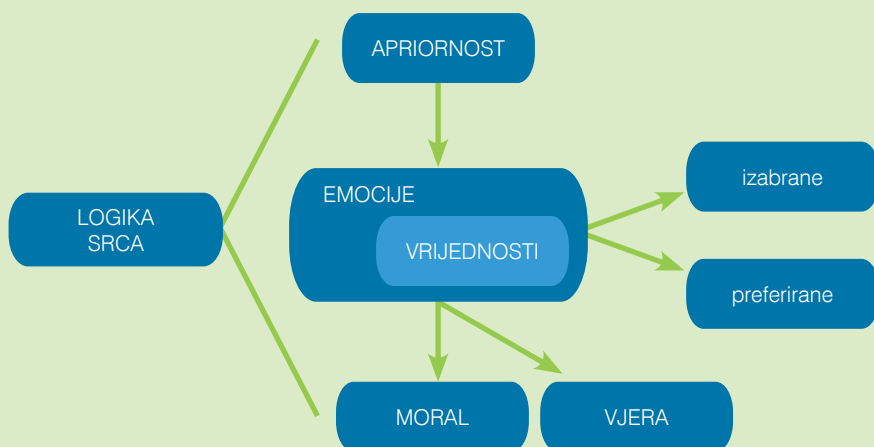 APRIORNOST
EMOCIJE
VRIJEDNOSTI
izabrane
preferirane
LOGIKA
SRCA
MORAL
VJERA